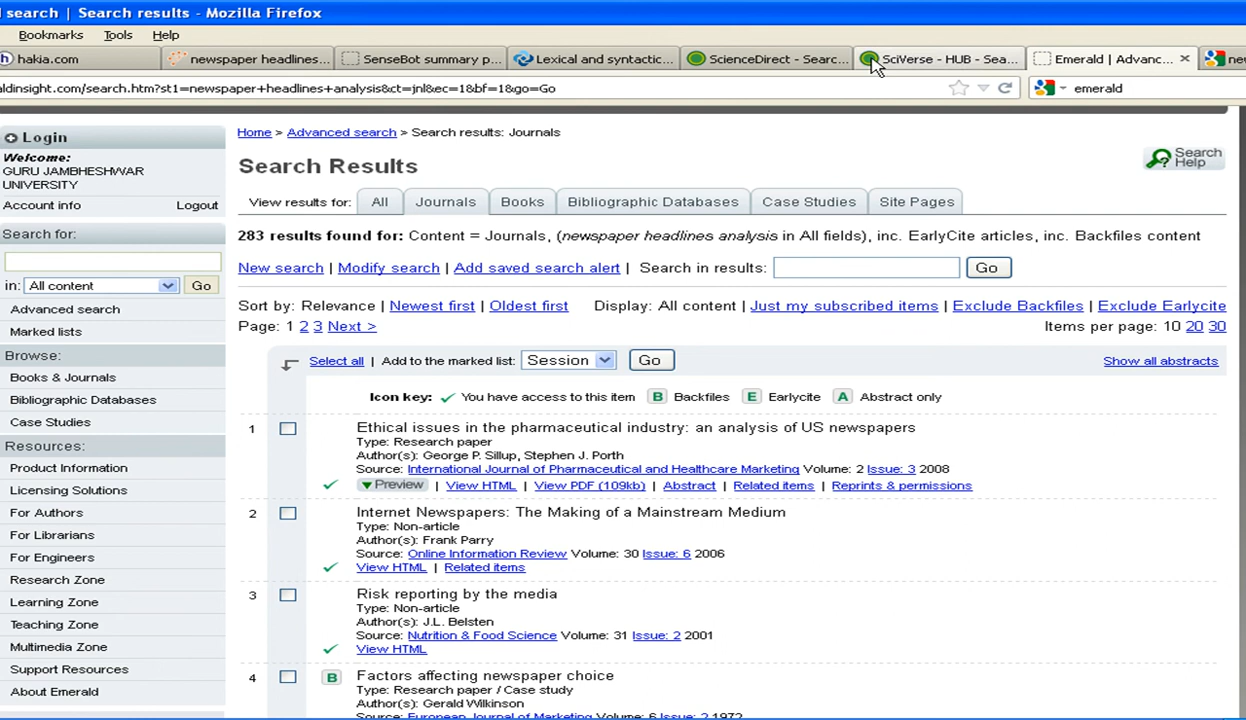 search | Search results - Mozilla Firefox
Bookmarks Tools Help
hakia.com newspaper headlines... SenseBot summary p... Lexical and syntactic... ScienceDirect - Searc... SciVerse - HUB - Sea... Emerald | Advanc...
ldinsight.com/search.htm?st1=newspaper+headlines+analysis&ct=jnl&ec=1&bf=1&go=Go emerald
Login
Welcome:
GURU JAMBHESHWAR
UNIVERSITY
Account info Logout
Search for:
in: All content Go
Advanced search
Marked lists
Browse:
Books & Journals
Bibliographic Databases
Case Studies
Resources:
Product Information
Licensing Solutions
For Authors
For Librarians
For Engineers
Research Zone
Learning Zone
Teaching Zone
Multimedia Zone
Support Resources
About Emerald
Home > Advanced search > Search results: Journals
Search Results
Search Help
View results for: All Journals Books Bibliographic Databases Case Studies Site Pages
283 results found for: Content = Journals, (newspaper headlines analysis in All fields), inc. EarlyCite articles, inc. Backfiles content
New search | Modify search | Add saved search alert | Search in results: Go
Sort by: Relevance | Newest first | Oldest first Display: All content | Just my subscribed items | Exclude Backfiles | Exclude Earlycite
Page: 1 2 3 Next > Items per page: 10 20 30
Select all | Add to the marked list: Session Go Show all abstracts
Icon key: You have access to this item B Backfiles E Earlycite A Abstract only
1 Ethical issues in the pharmaceutical industry: an analysis of US newspapers
Type: Research paper
Author(s): George P. Sillup, Stephen J. Porth
Source: International Journal of Pharmaceutical and Healthcare Marketing Volume: 2 Issue: 3 2008
Preview | View HTML | View PDF (109kb) | Abstract | Related items | Reprints & permissions
2 Internet Newspapers: The Making of a Mainstream Medium
Type: Non-article
Author(s): Frank Parry
Source: Online Information Review Volume: 30 Issue: 6 2006
View HTML | Related items
3 Risk reporting by the media
Type: Non-article
Author(s): J.L. Belsten
Source: Nutrition & Food Science Volume: 31 Issue: 2 2001
View HTML
4 B Factors affecting newspaper choice
Type: Research paper / Case study
Author(s): Gerald Wilkinson
Source: European Journal of Marketing Volume: 6 Issue: 2 1972